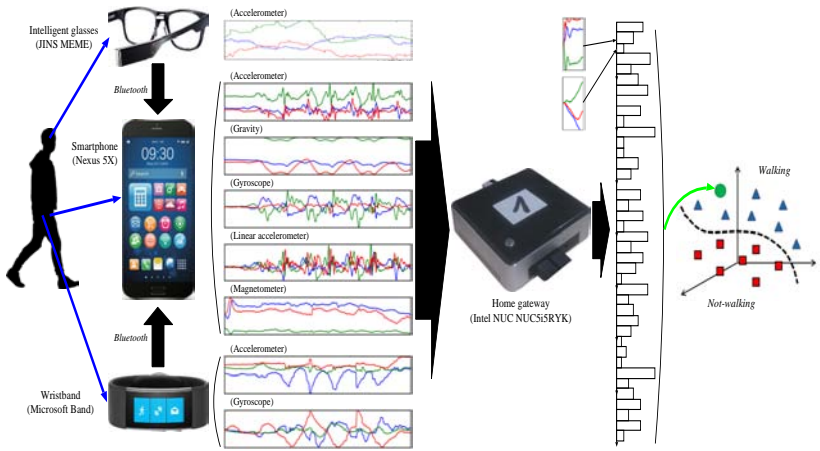 Intelligent glasses
(JINS MEME)
(Accelerometer)
Bluetooth
(Accelerometer)
Smartphone
(Nexus 5X)
09:30
(Gravity)
(Gyroscope)
(Linear accelerometer)
(Magnetometer)
Bluetooth
(Accelerometer)
Wristband
(Microsoft Band)
(Gyroscope)
Home gateway
(Intel NUC NUC5i5RYK)
Walking
Not-walking